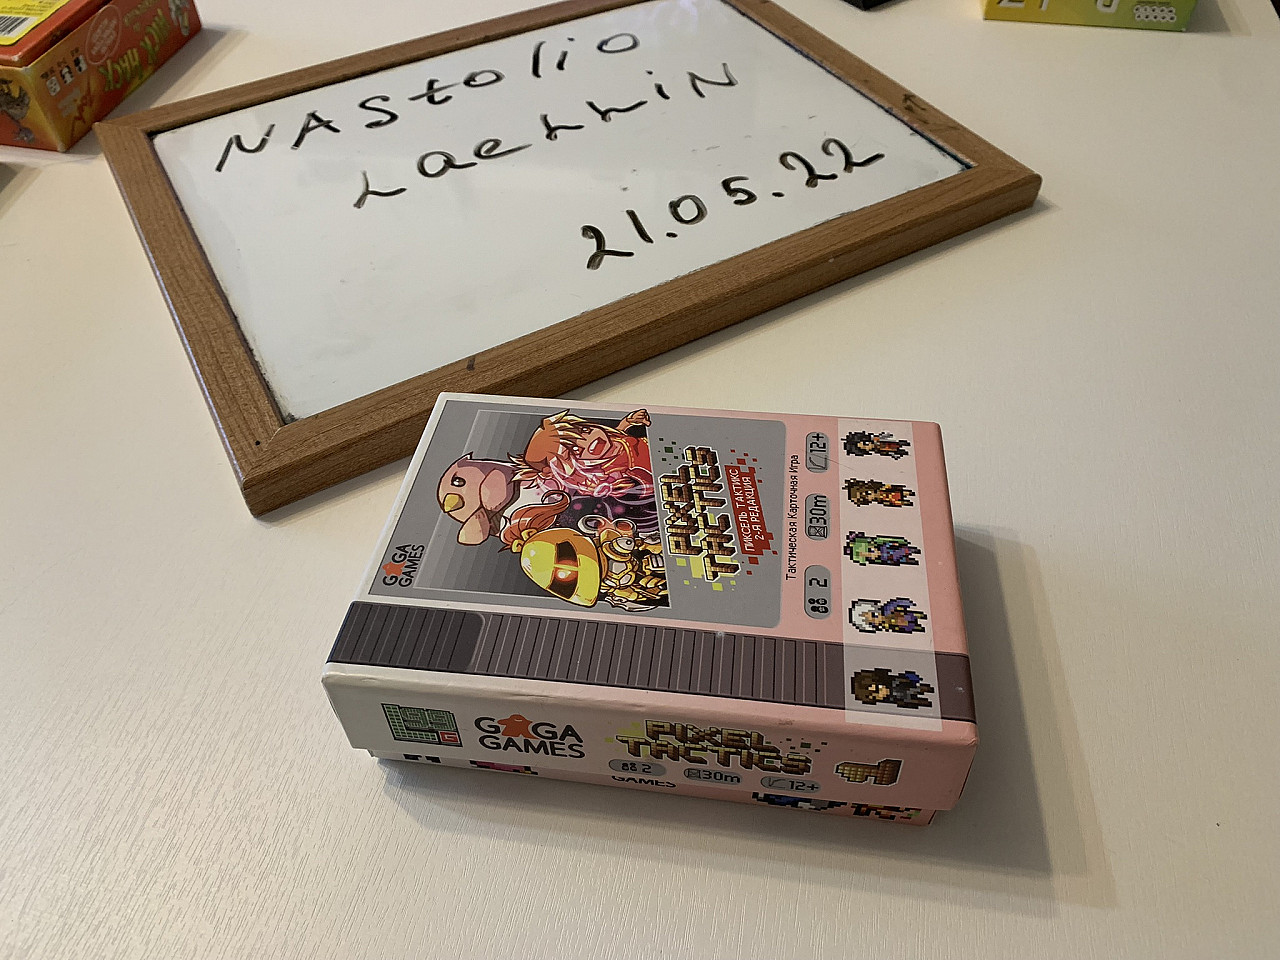 NAStolio
LaehhiN
21.05.22
GAGA
GAMES
PIXEL
TACTICS
ПИКСЕЛЬ ТАКТИКС
2-Я РЕДАКЦИЯ
Тактическая Карточная Игра
2
30m
12+
GAGA
GAMES
PIXEL
TACTICS
2
30m
12+
GAMES